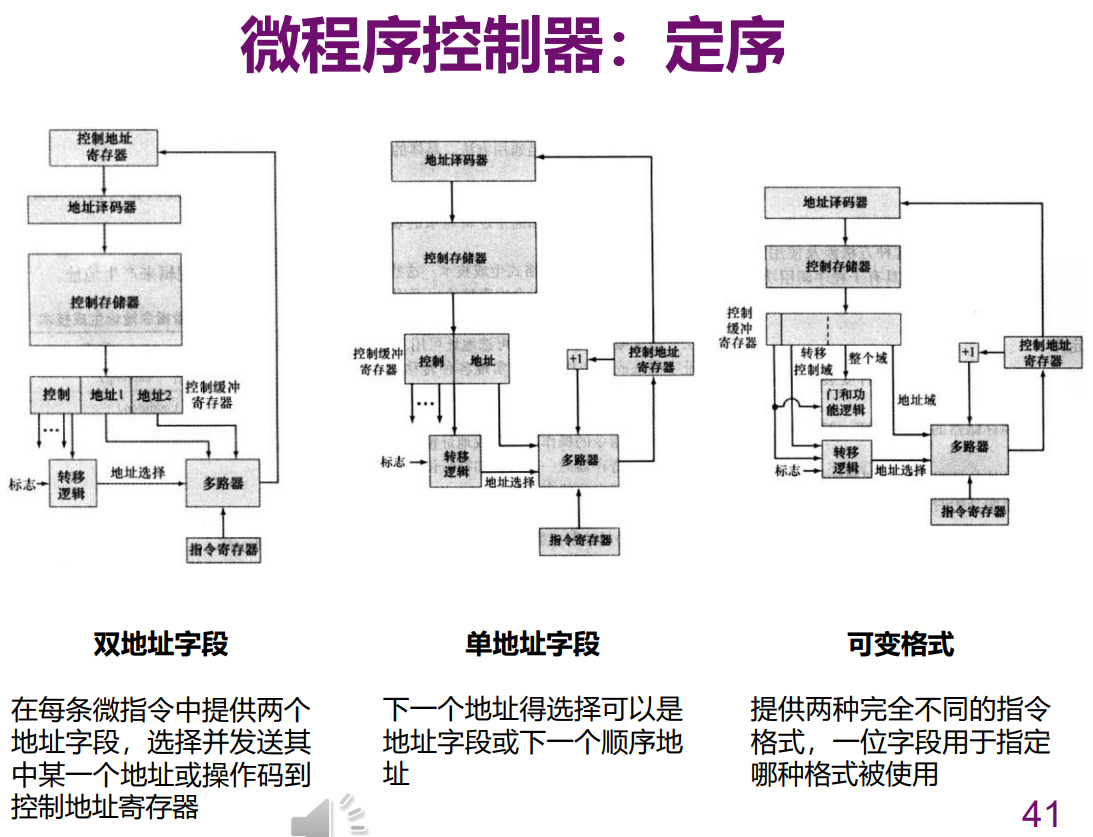 微程序控制器：定序
控制地址
寄存器
地址译码器
控制存储器
控制
地址1
地址2
控制缓冲
寄存器
...
标志
转移
逻辑
地址选择
多路器
指令寄存器
地址译码器
控制存储器
控制缓冲
寄存器
控制
地址
...
+1
控制地址
寄存器
标志
转移
逻辑
地址选择
多路器
指令寄存器
地址译码器
控制存储器
控制
缓冲
寄存器
转移
控制域
整个域
门和功
能逻辑
地址域
+1
控制地址
寄存器
标志
转移
逻辑
地址选择
多路器
指令寄存器
双地址字段
在每条微指令中提供两个
地址字段，选择并发送其
中某一个地址或操作码到
控制地址寄存器
单地址字段
下一个地址得选择可以是
地址字段或下一个顺序地
址
可变格式
提供两种完全不同的指令
格式，一位字段用于指定
哪种格式被使用
41